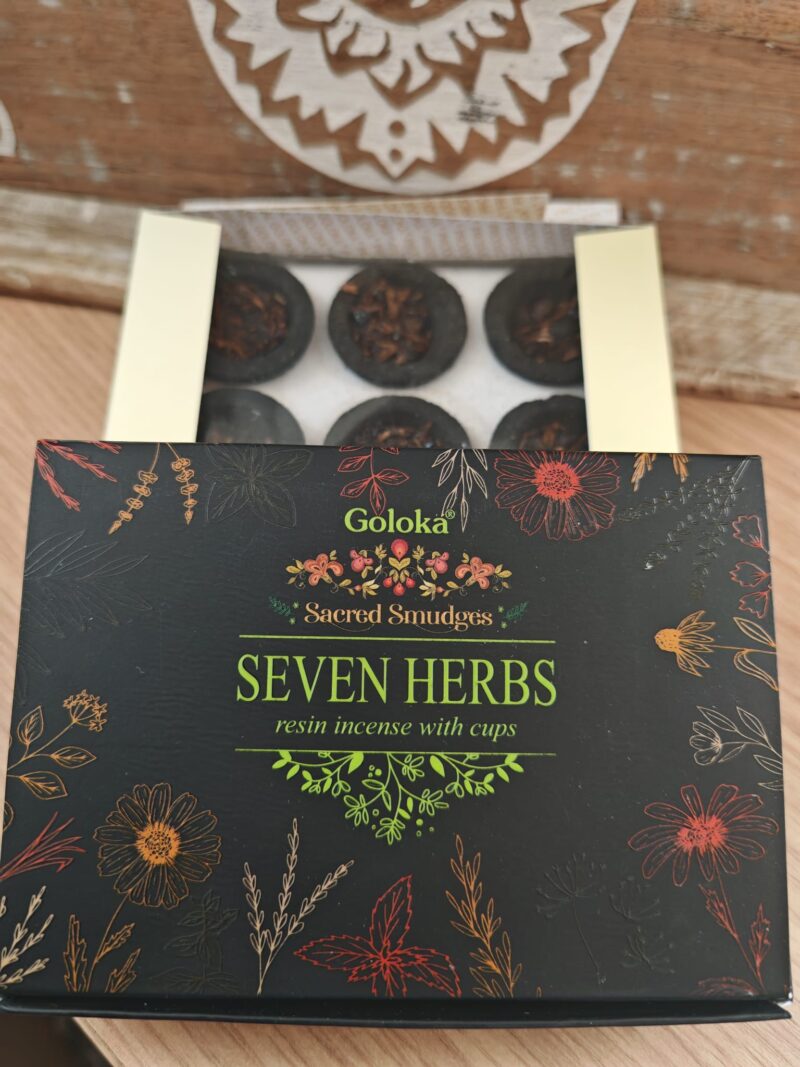 Goloka®
Sacred Smudges
SEVEN HERBS
resin incense with cups